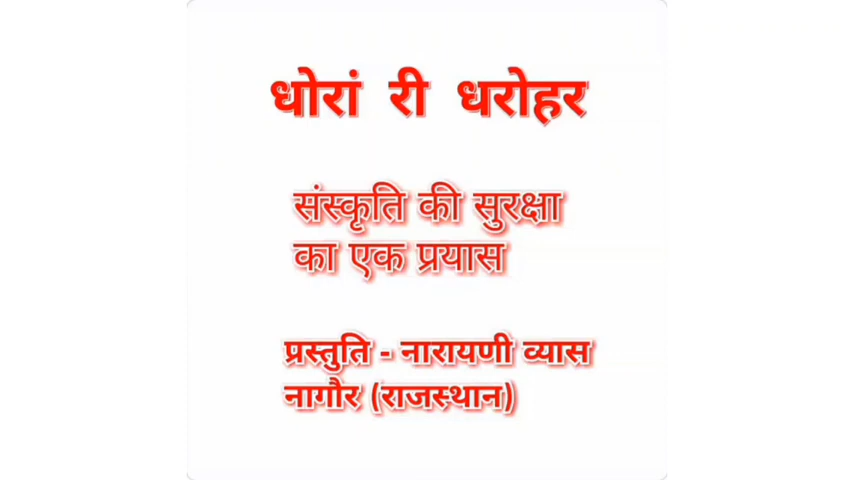 धोरां री धरोहर
संस्कृति की सुरक्षा
का एक प्रयास
प्रस्तुति - नारायणी व्यास
नागौर (राजस्थान)